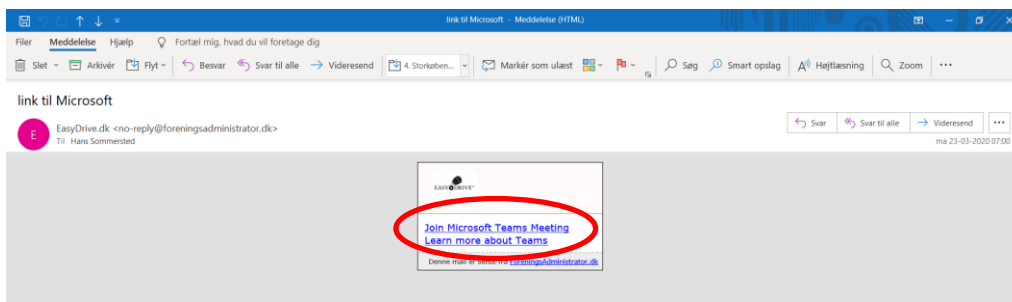 link til Microsoft - Meddelelse (HTML)
Filer Meddelelse Hjælp Fortæl mig, hvad du vil foretage dig
Slet Arkivér Flyt Besvar Svar til alle Videresend 4. Storkøben... Markér som ulæst Søg Smart opslag Højtlæsning Zoom
link til Microsoft
E
EasyDrive.dk <no-reply@foreningsadministrator.dk>
Til Hans Sommersted
Svar Svar til alle Videresend
ma 23-03-2020 07:00
EASY DRIVE
Join Microsoft Teams Meeting
Learn more about Teams
Denne mail er sendt fra ForeningsAdministrator.dk